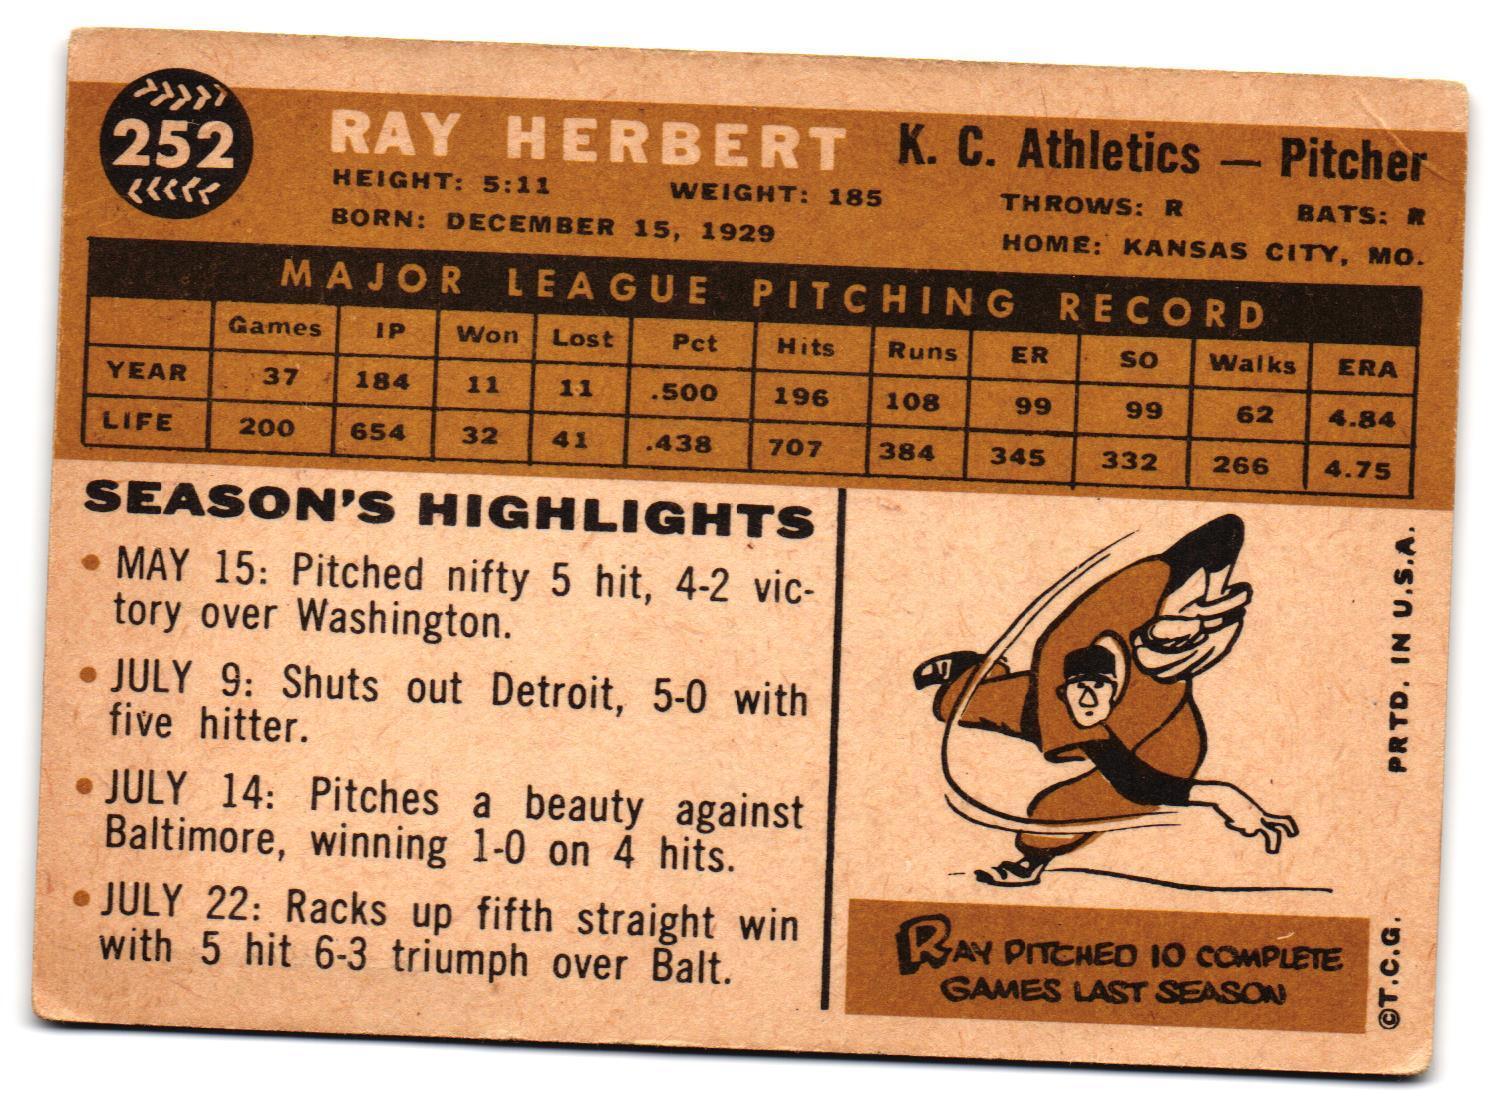 252
RAY HERBERT K. C. Athletics — Pitcher
HEIGHT: 5:11 WEIGHT: 185 THROWS: R BATS: R
BORN: DECEMBER 15, 1929 HOME: KANSAS CITY, MO.
MAJOR LEAGUE PITCHING RECORD
Games IP Won Lost Pct Hits Runs ER SO Walks ERA
YEAR 37 184 11 11 .500 196 108 99 99 62 4.84
LIFE 200 654 32 41 .438 707 384 345 332 266 4.75
SEASON'S HIGHLIGHTS
• MAY 15: Pitched nifty 5 hit, 4-2 vic-
tory over Washington.
• JULY 9: Shuts out Detroit, 5-0 with
five hitter.
• JULY 14: Pitches a beauty against
Baltimore, winning 1-0 on 4 hits.
• JULY 22: Racks up fifth straight win
with 5 hit 6-3 triumph over Balt.
RAY PITCHED 10 COMPLETE
GAMES LAST SEASON
©T.C.G. PRTD. IN U.S.A.